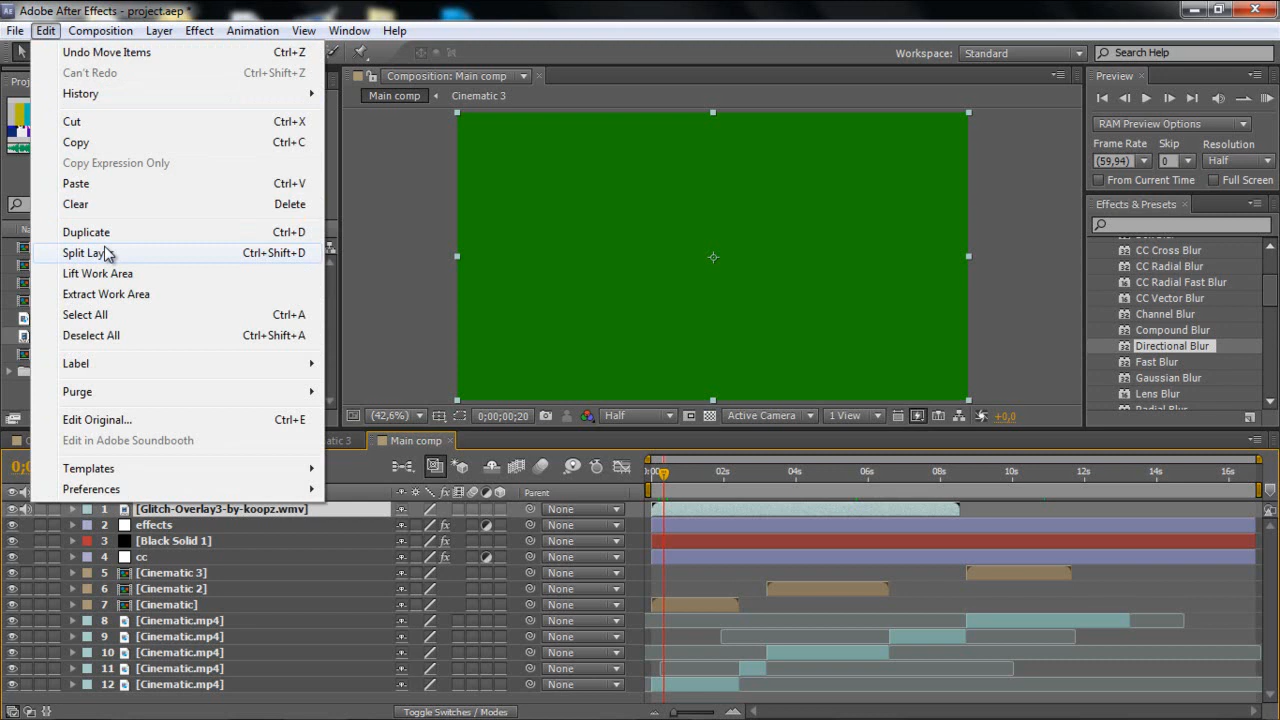 Adobe After Effects - project.aep *
File Edit Composition Layer Effect Animation View Window Help
Undo Move Items Ctrl+Z
Can't Redo Ctrl+Shift+Z
History
Cut Ctrl+X
Copy Ctrl+C
Copy Expression Only
Paste Ctrl+V
Clear Delete
Duplicate Ctrl+D
Split Lay Ctrl+Shift+D
Lift Work Area
Extract Work Area
Select All Ctrl+A
Deselect All Ctrl+Shift+A
Label
Purge
Edit Original... Ctrl+E
Edit in Adobe Soundbooth
Templates
Preferences
Workspace: Standard
Search Help
Composition: Main comp
Main comp Cinematic 3
(42,6%) 0;00;00;20 Half Active Camera 1 View +0,0
Preview
RAM Preview Options
Frame Rate Skip Resolution
(59,94) 0 Half
From Current Time Full Screen
Effects & Presets
CC Cross Blur
CC Radial Blur
CC Radial Fast Blur
CC Vector Blur
Channel Blur
Compound Blur
Directional Blur
Fast Blur
Gaussian Blur
Lens Blur
Radial Blur
Main comp
Parent
02s 04s 06s 08s 10s 12s 14s 16s
1 [Glitch-Overlay3-by-koopz.wmv] None
2 effects fx None
3 [Black Solid 1] fx None
4 cc fx None
5 [Cinematic 3] None
6 [Cinematic 2] None
7 [Cinematic] None
8 [Cinematic.mp4] None
9 [Cinematic.mp4] None
10 [Cinematic.mp4] None
11 [Cinematic.mp4] None
12 [Cinematic.mp4] None
Toggle Switches / Modes